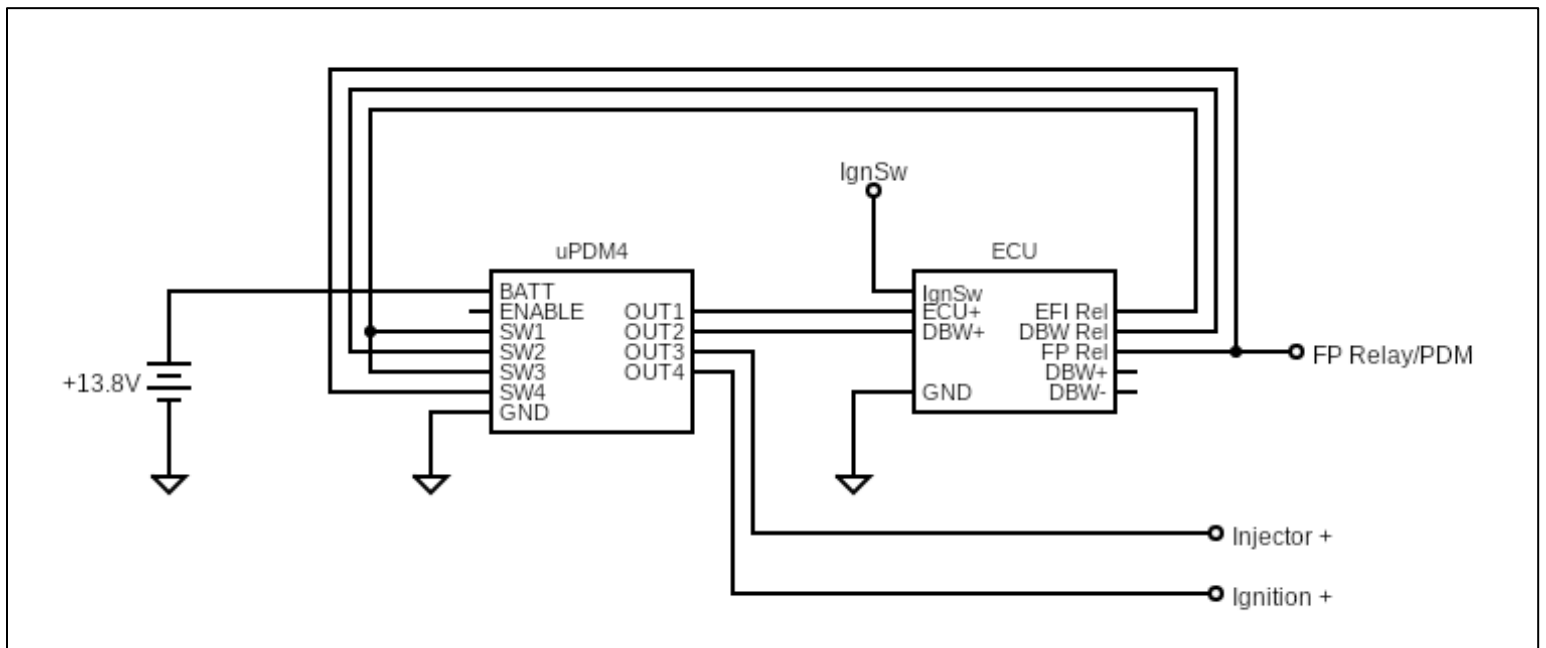 IgnSw
uPDM4
ECU
BATT
ENABLE
SW1
SW2
SW3
SW4
GND
OUT1
OUT2
OUT3
OUT4
IgnSw
ECU+
DBW+
GND
EFI Rel
DBW Rel
FP Rel
DBW+
DBW-
FP Relay/PDM
+13.8V
Injector +
Ignition +